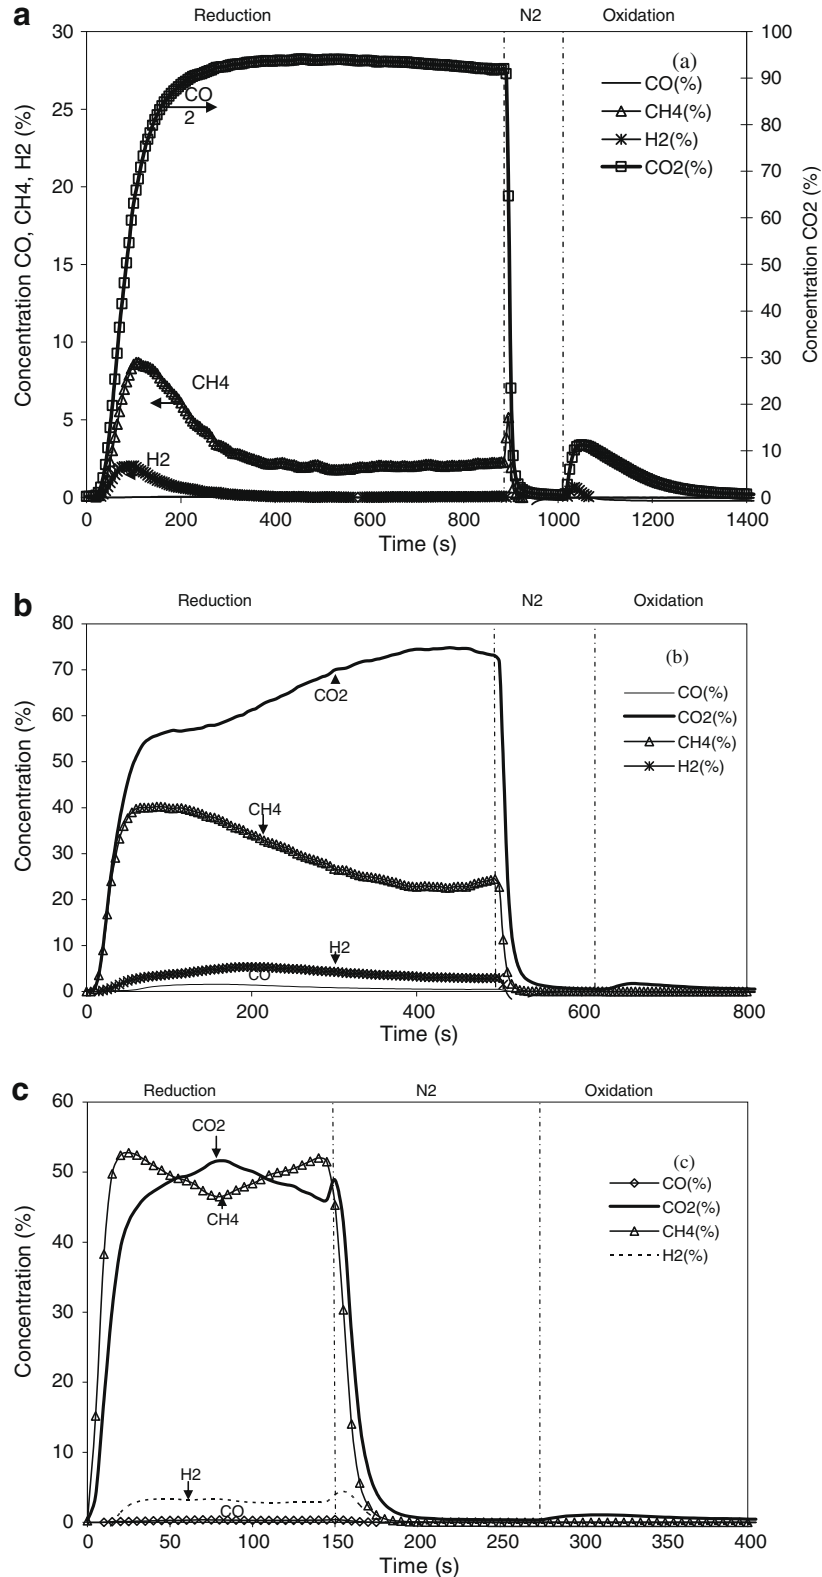 a
Reduction N2 Oxidation
30 100
(a)
CO(%)
CH4(%)
H2(%)
CO2(%)
25 90
CO
2
80
20 70
60
15 50
40
10 30
CH4
5 20
H2
10
0 0
0 200 400 600 800 1000 1200 1400
Time (s)
Concentration CO, CH4, H2 (%)
Concentration CO2 (%)
b
Reduction N2 Oxidation
80
70
60
50
40
30
20
10
0
(b)
CO(%)
CO2(%)
CH4(%)
H2(%)
CO2
CH4
H2
CO
0 200 400 600 800
Time (s)
Concentration (%)
c
Reduction N2 Oxidation
60
50
40
30
20
10
0
CO2
CH4
(c)
CO(%)
CO2(%)
CH4(%)
H2(%)
H2
CO
0 50 100 150 200 250 300 350 400
Time (s)
Concentration (%)